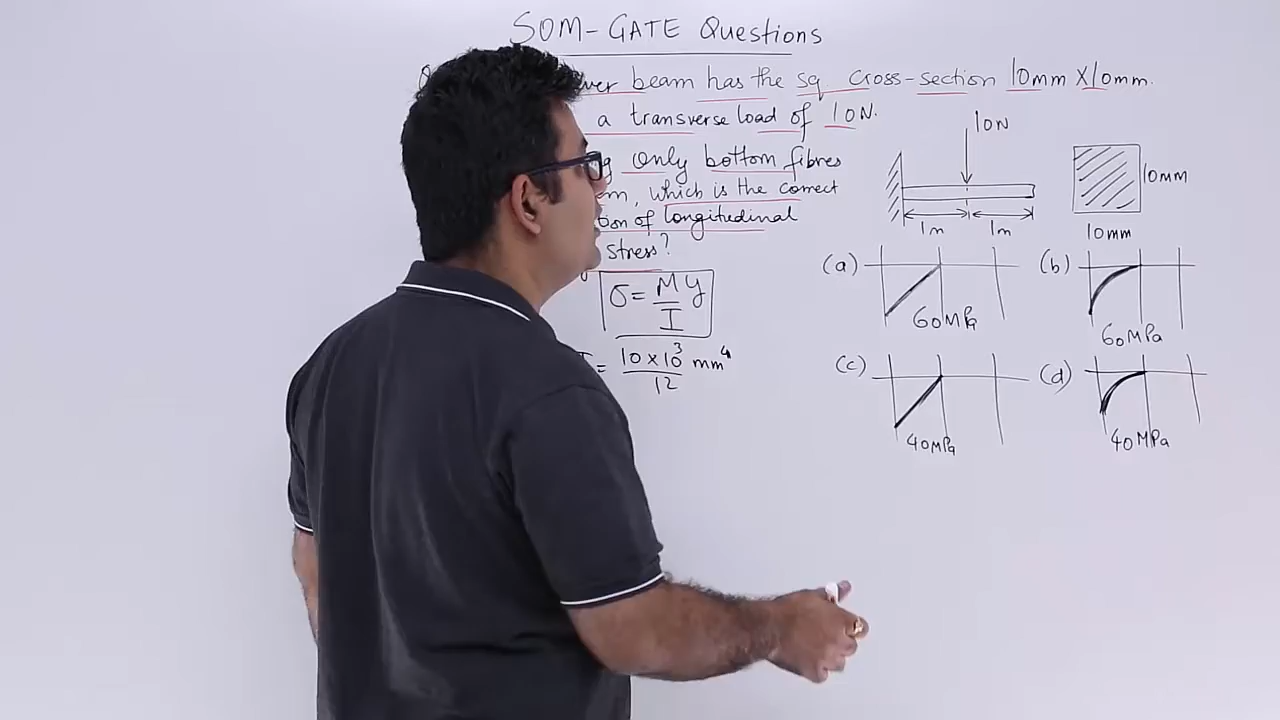 SOM-GATE Questions
beam has the sq. cross-section 10mm X 10mm.
a transverse load of 10N.
only bottom fibres
which is the correct
of longitudinal
stress?
σ = My/I
= 10 x 10³/12 mm⁴
10N
1m 1m
10mm
10mm
(a) 60MPa
(b) 60MPa
(c) 40MPa
(d) 40MPa